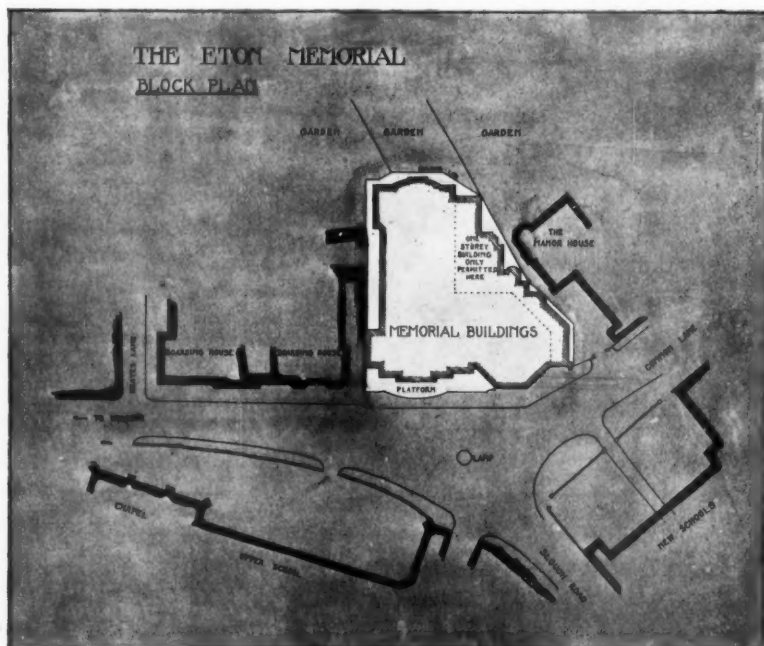 THE ETON MEMORIAL
BLOCK PLAN
GARDEN GARDEN GARDEN
ONE
STOREY
BUILDING
ONLY
PERMITTED
HERE
THE
MANOR HOUSE
MEMORIAL BUILDINGS
BOARDING HOUSE
BOARDING HOUSE
PLATFORM
COMMON LANE
LAMP
CHAPEL
UPPER SCHOOL
SLOUGH ROAD
NEW SCHOOLS